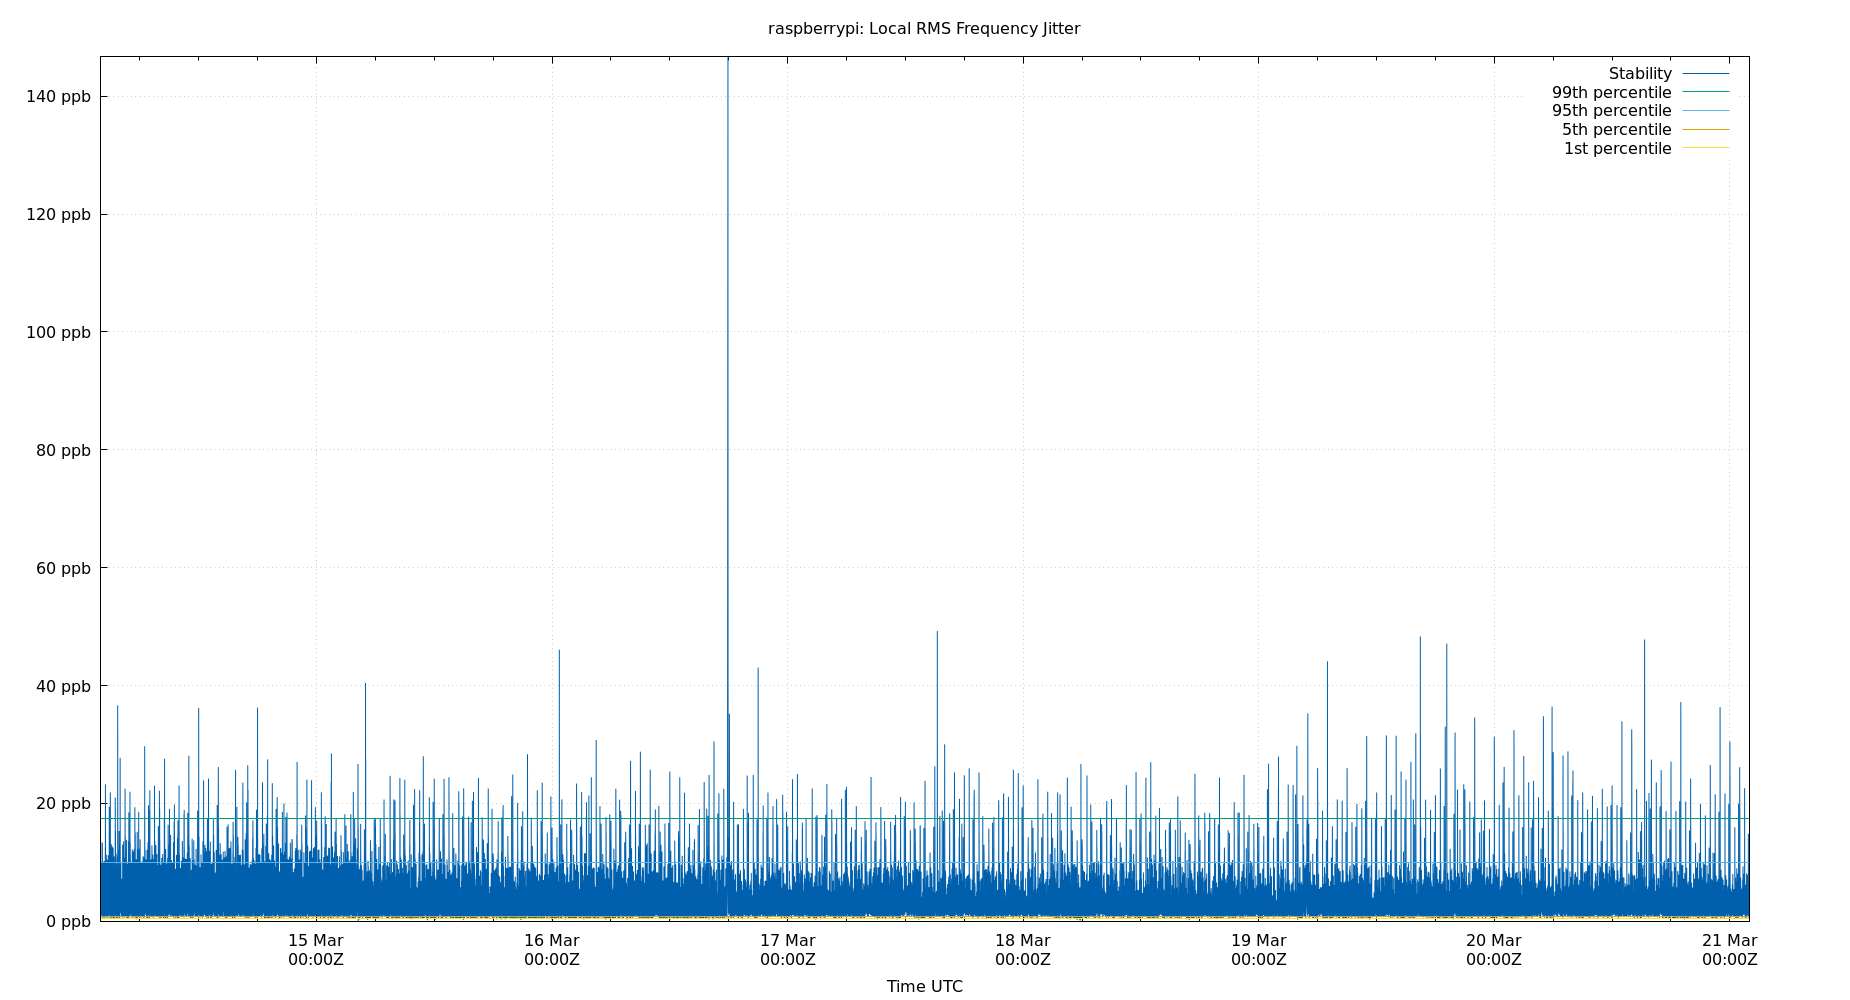 raspberrypi: Local RMS Frequency Jitter
Stability
99th percentile
95th percentile
5th percentile
1st percentile
140 ppb
120 ppb
100 ppb
80 ppb
60 ppb
40 ppb
20 ppb
0 ppb
15 Mar 16 Mar 17 Mar 18 Mar 19 Mar 20 Mar 21 Mar
00:00Z 00:00Z 00:00Z 00:00Z 00:00Z 00:00Z 00:00Z
Time UTC